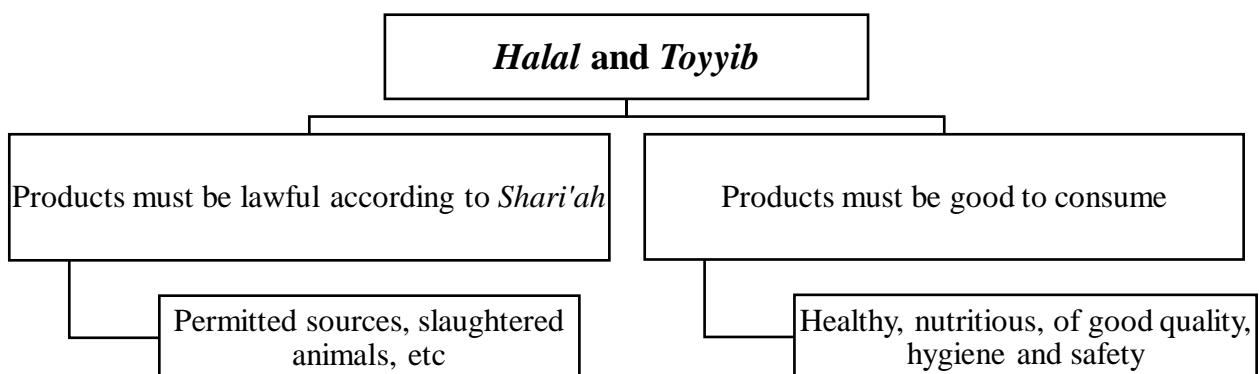 Halal and Toyyib
Products must be lawful according to Shari'ah
Products must be good to consume
Permitted sources, slaughtered
animals, etc
Healthy, nutritious, of good quality,
hygiene and safety